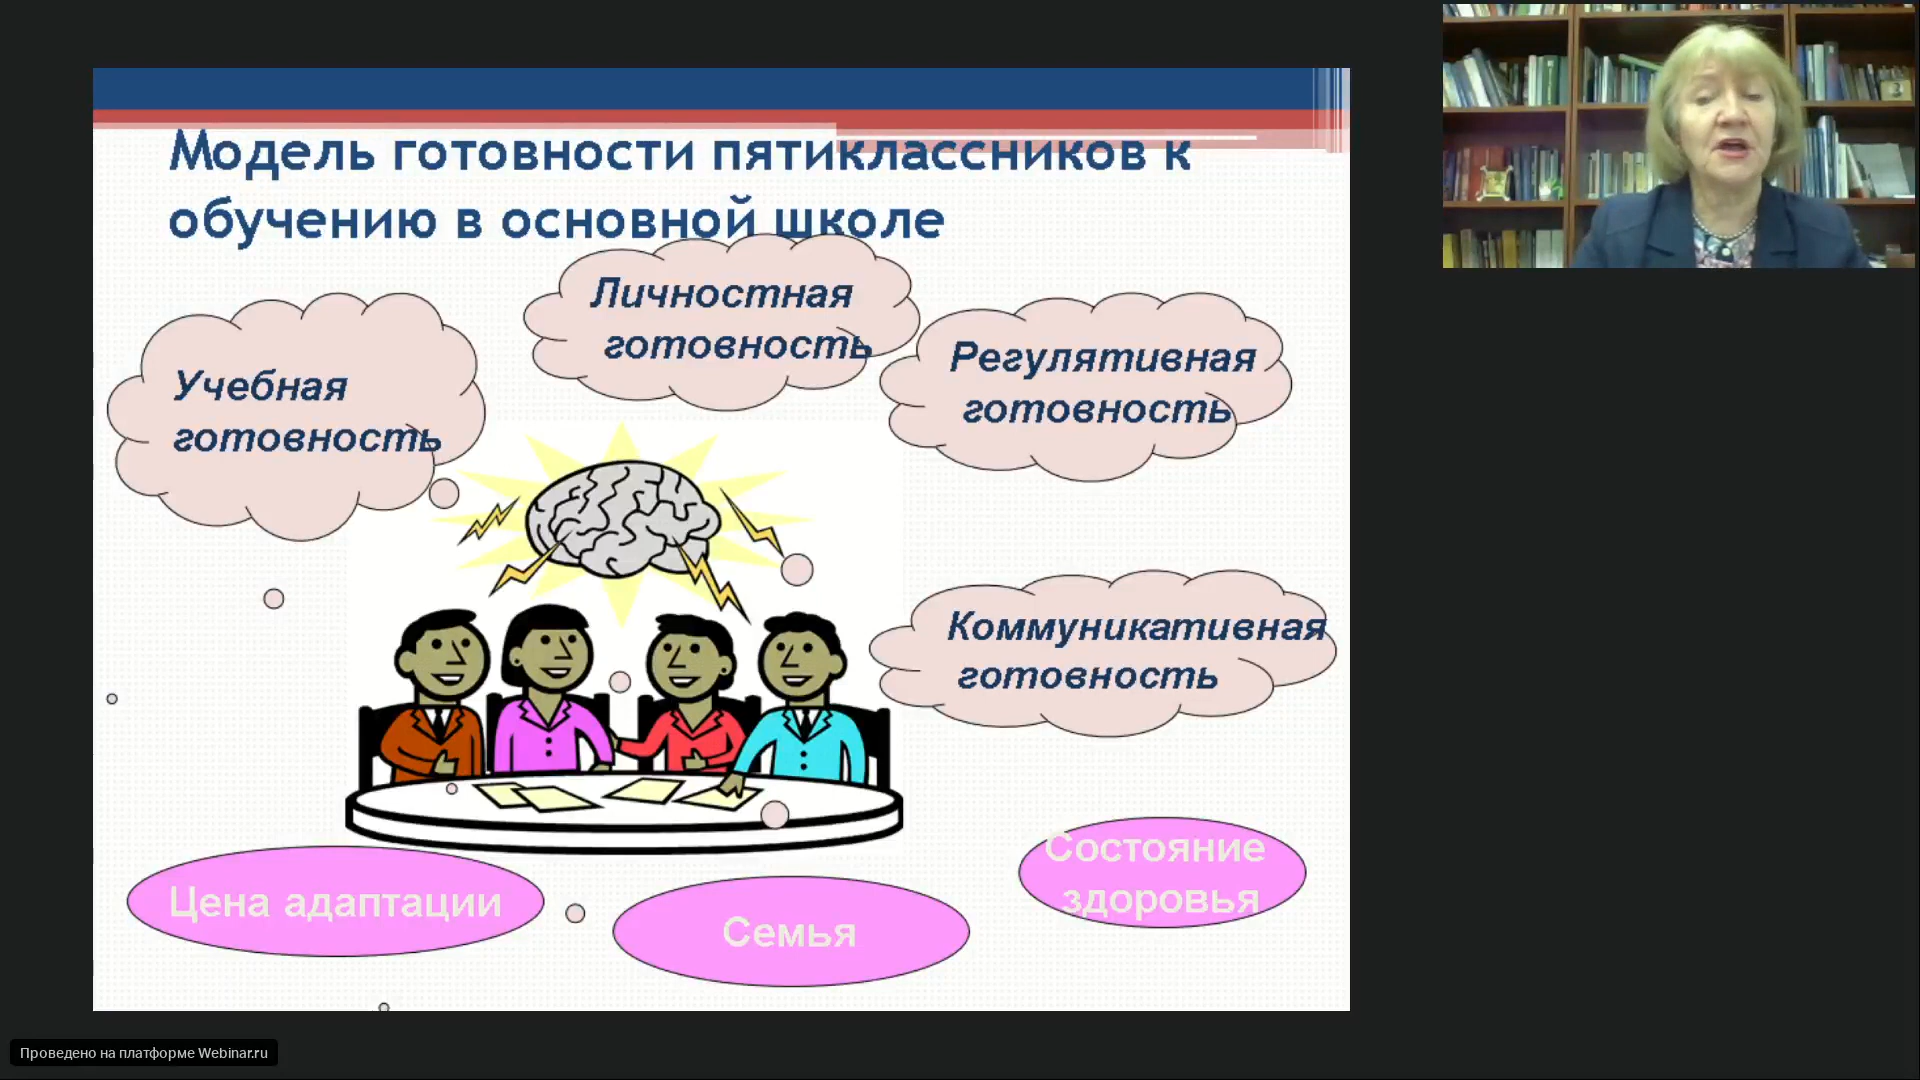 Модель готовности пятиклассников к
обучению в основной школе
Личностная
готовность
Учебная
готовность
Регулятивная
готовность
Коммуникативная
готовность
Цена адаптации
Семья
Состояние
здоровья
Проведено на платформе Webinar.ru